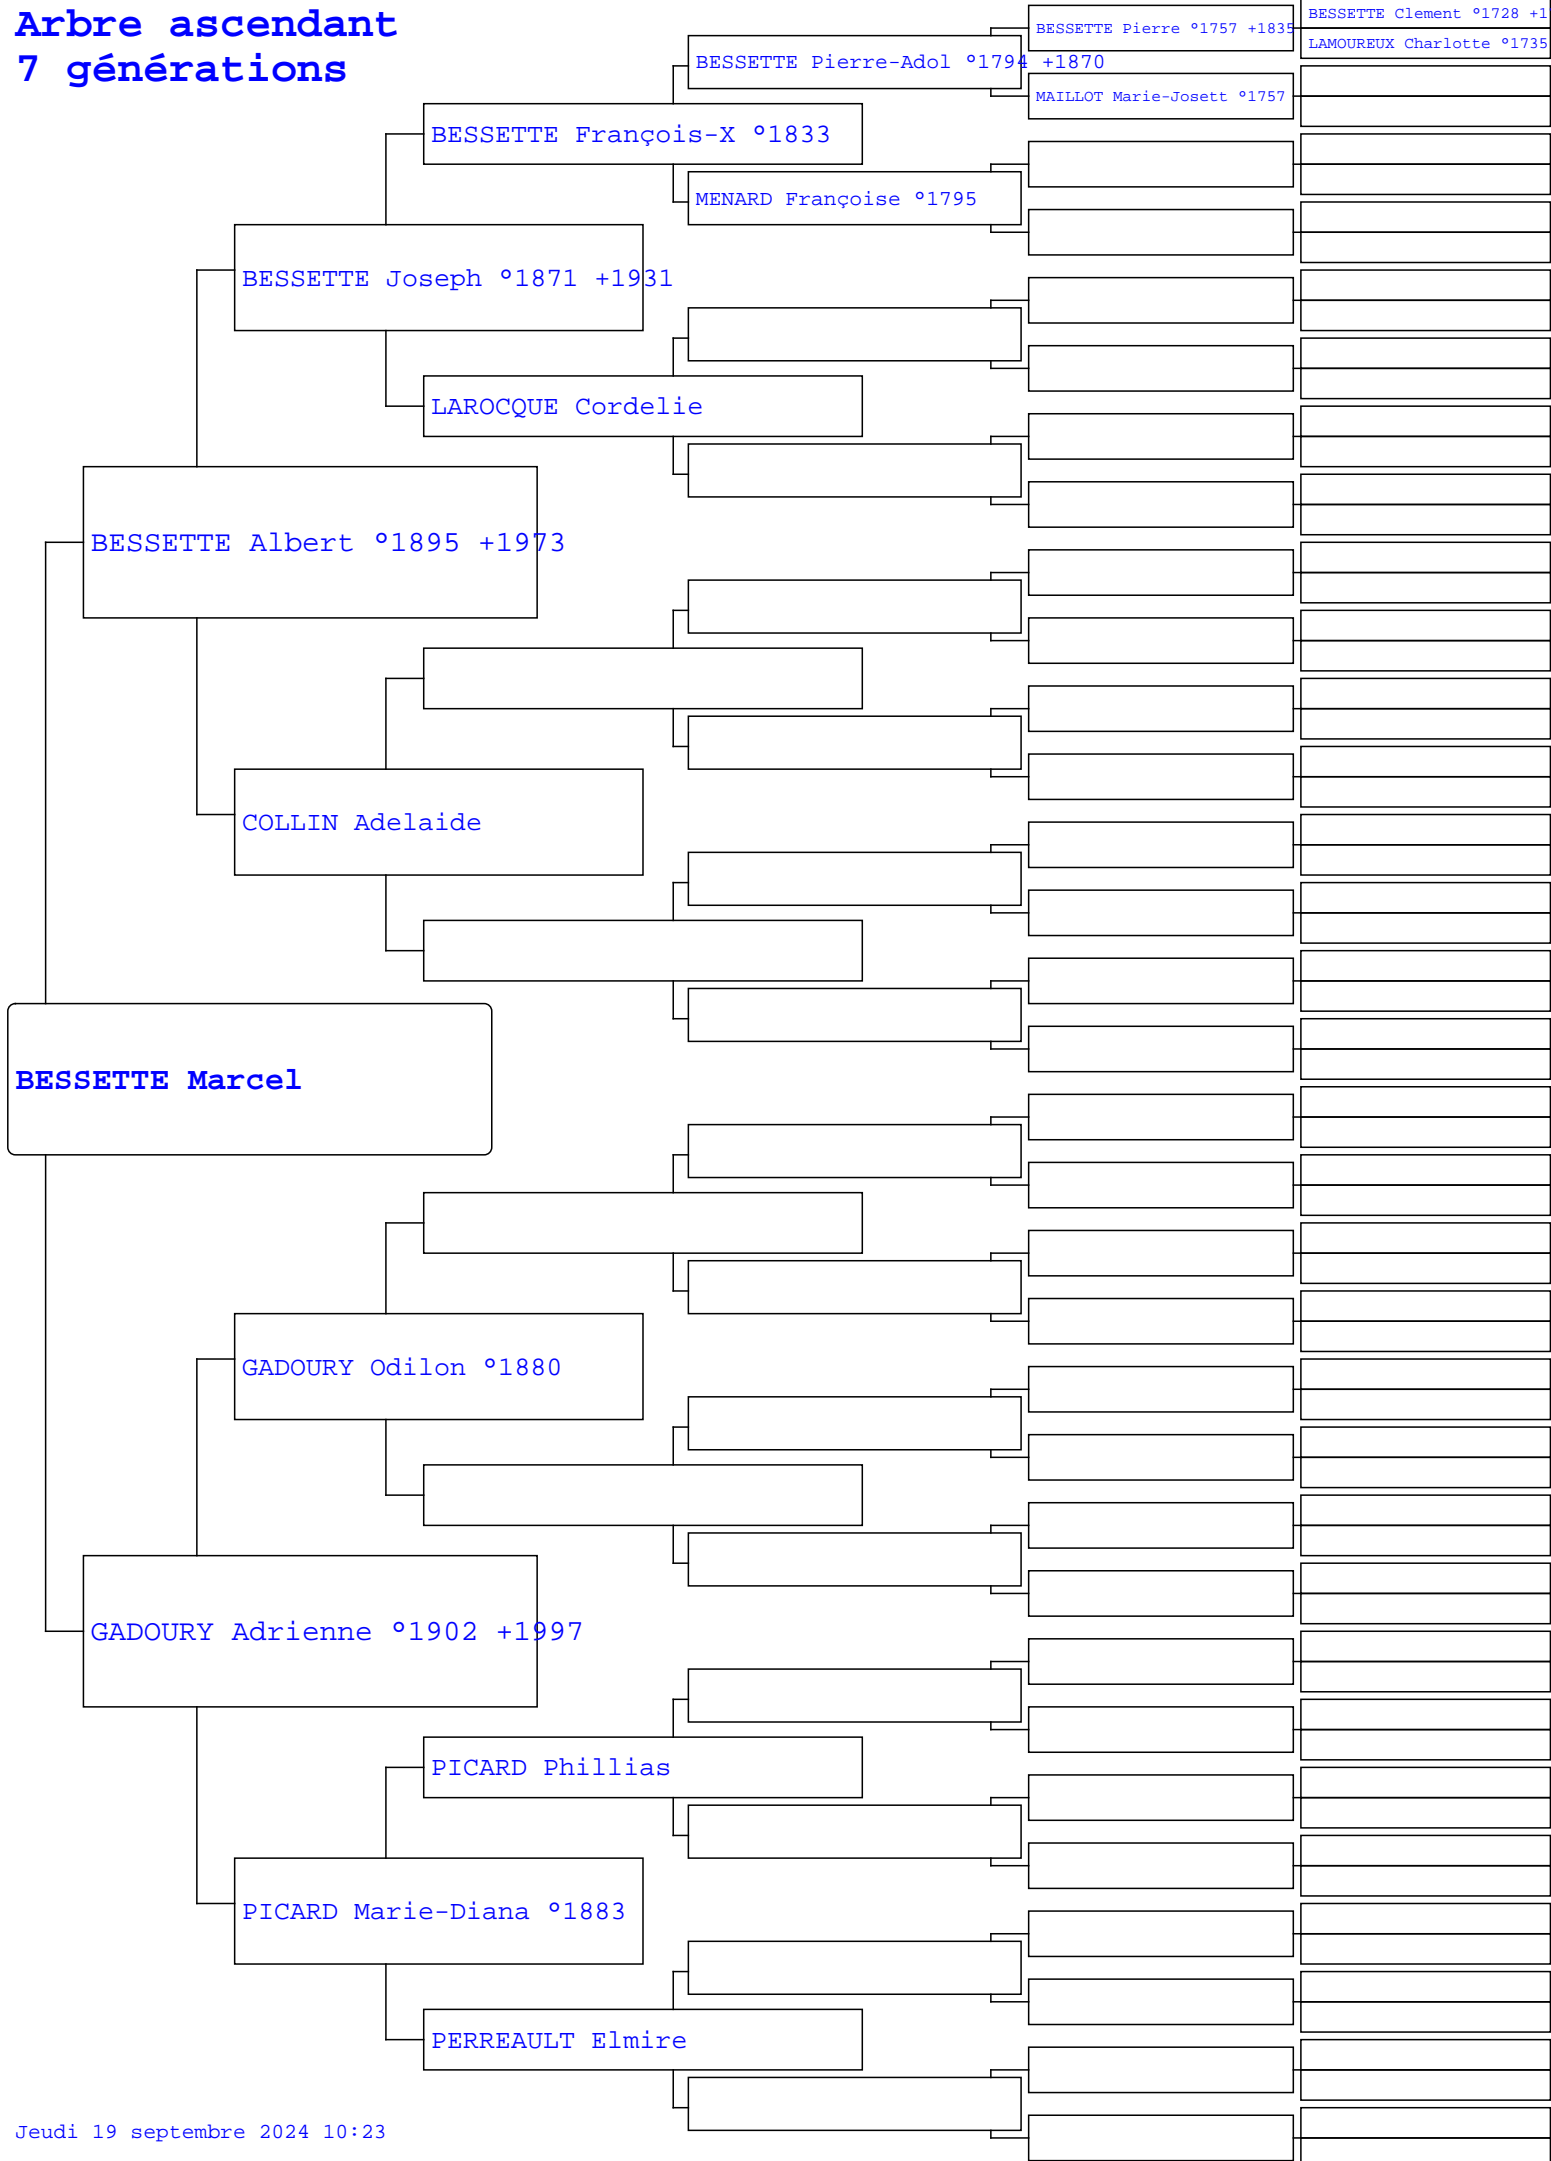 Arbre ascendant
7 générations
BESSETTE Clement °1728 +1
BESSETTE Pierre °1757 +1835
LAMOUREUX Charlotte °1735
BESSETTE Pierre-Adol °1794 +1870
MAILLOT Marie-Josett °1757
BESSETTE François-X °1833
MENARD Françoise °1795
BESSETTE Joseph °1871 +1931
LAROCQUE Cordelie
BESSETTE Albert °1895 +1973
COLLIN Adelaide
BESSETTE Marcel
GADOURY Odilon °1880
GADOURY Adrienne °1902 +1997
PICARD Phillias
PICARD Marie-Diana °1883
PERREAULT Elmire
Jeudi 19 septembre 2024 10:23